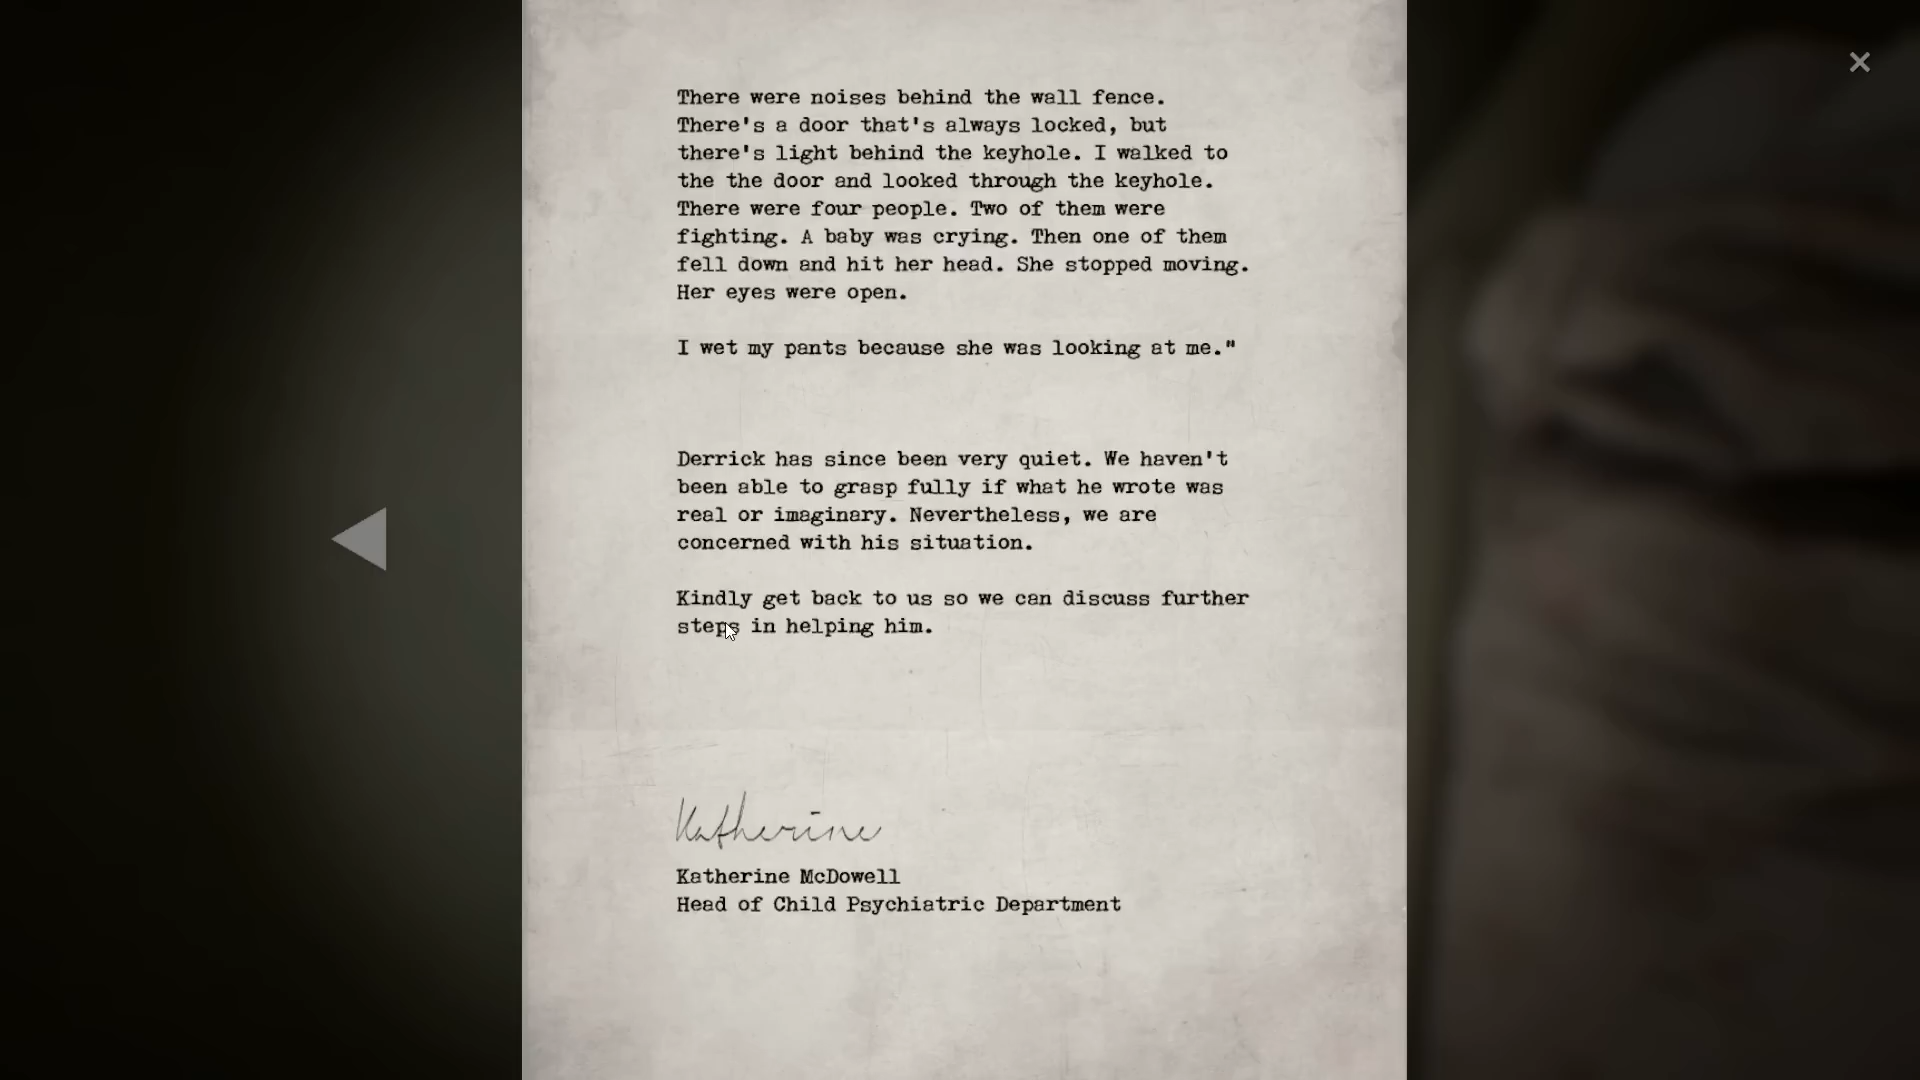 There were noises behind the wall fence.
There's a door that's always locked, but
there's light behind the keyhole. I walked to
the the door and looked through the keyhole.
There were four people. Two of them were
fighting. A baby was crying. Then one of them
fell down and hit her head. She stopped moving.
Her eyes were open.
I wet my pants because she was looking at me."
Derrick has since been very quiet. We haven't
been able to grasp fully if what he wrote was
real or imaginary. Nevertheless, we are
concerned with his situation.
Kindly get back to us so we can discuss further
steps in helping him.
Katherine
Katherine McDowell
Head of Child Psychiatric Department